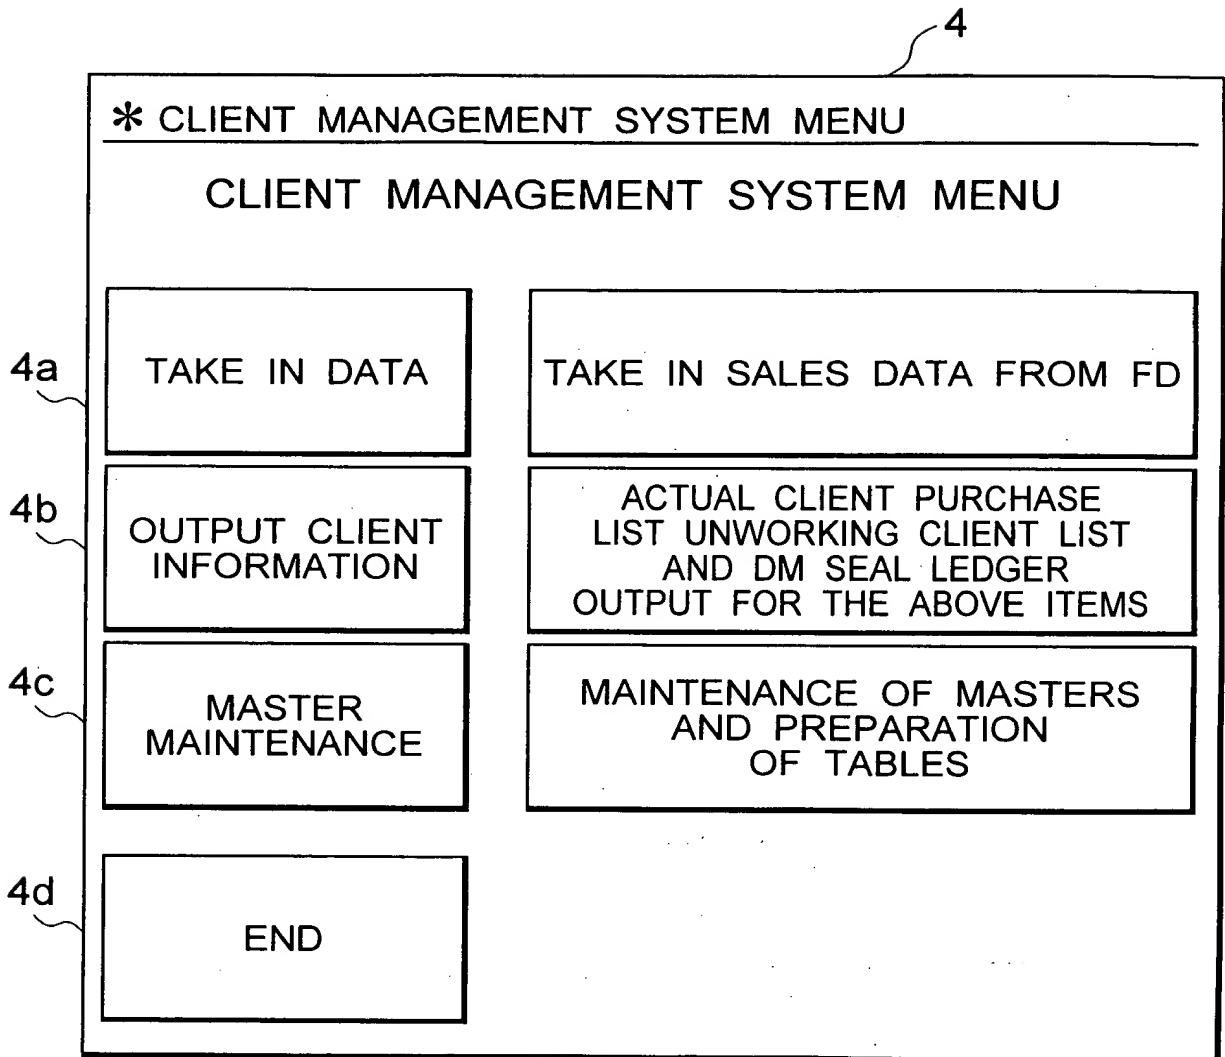 4
* CLIENT MANAGEMENT SYSTEM MENU
CLIENT MANAGEMENT SYSTEM MENU
4a
TAKE IN DATA
TAKE IN SALES DATA FROM FD
4b
OUTPUT CLIENT
INFORMATION
ACTUAL CLIENT PURCHASE
LIST UNWORKING CLIENT LIST
AND DM SEAL LEDGER
OUTPUT FOR THE ABOVE ITEMS
4c
MASTER
MAINTENANCE
MAINTENANCE OF MASTERS
AND PREPARATION
OF TABLES
4d
END